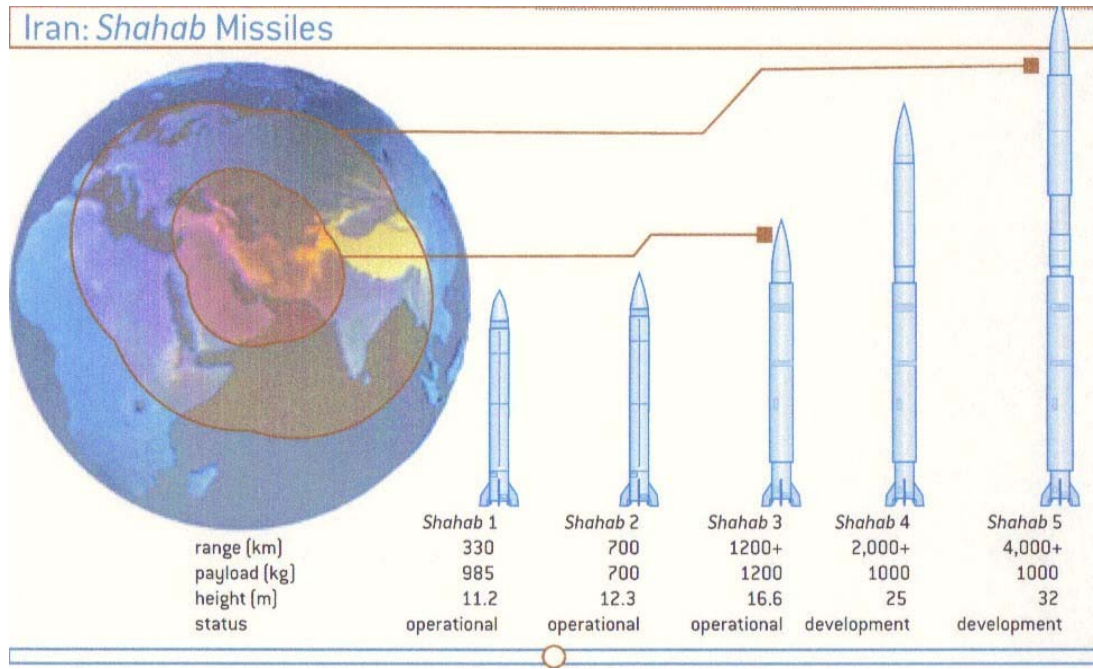 Iran: Shahab Missiles
Shahab 1 Shahab 2 Shahab 3 Shahab 4 Shahab 5
range (km) 330 700 1200+ 2,000+ 4,000+
payload (kg) 985 700 1200 1000 1000
height (m) 11.2 12.3 16.6 25 32
status operational operational operational development development